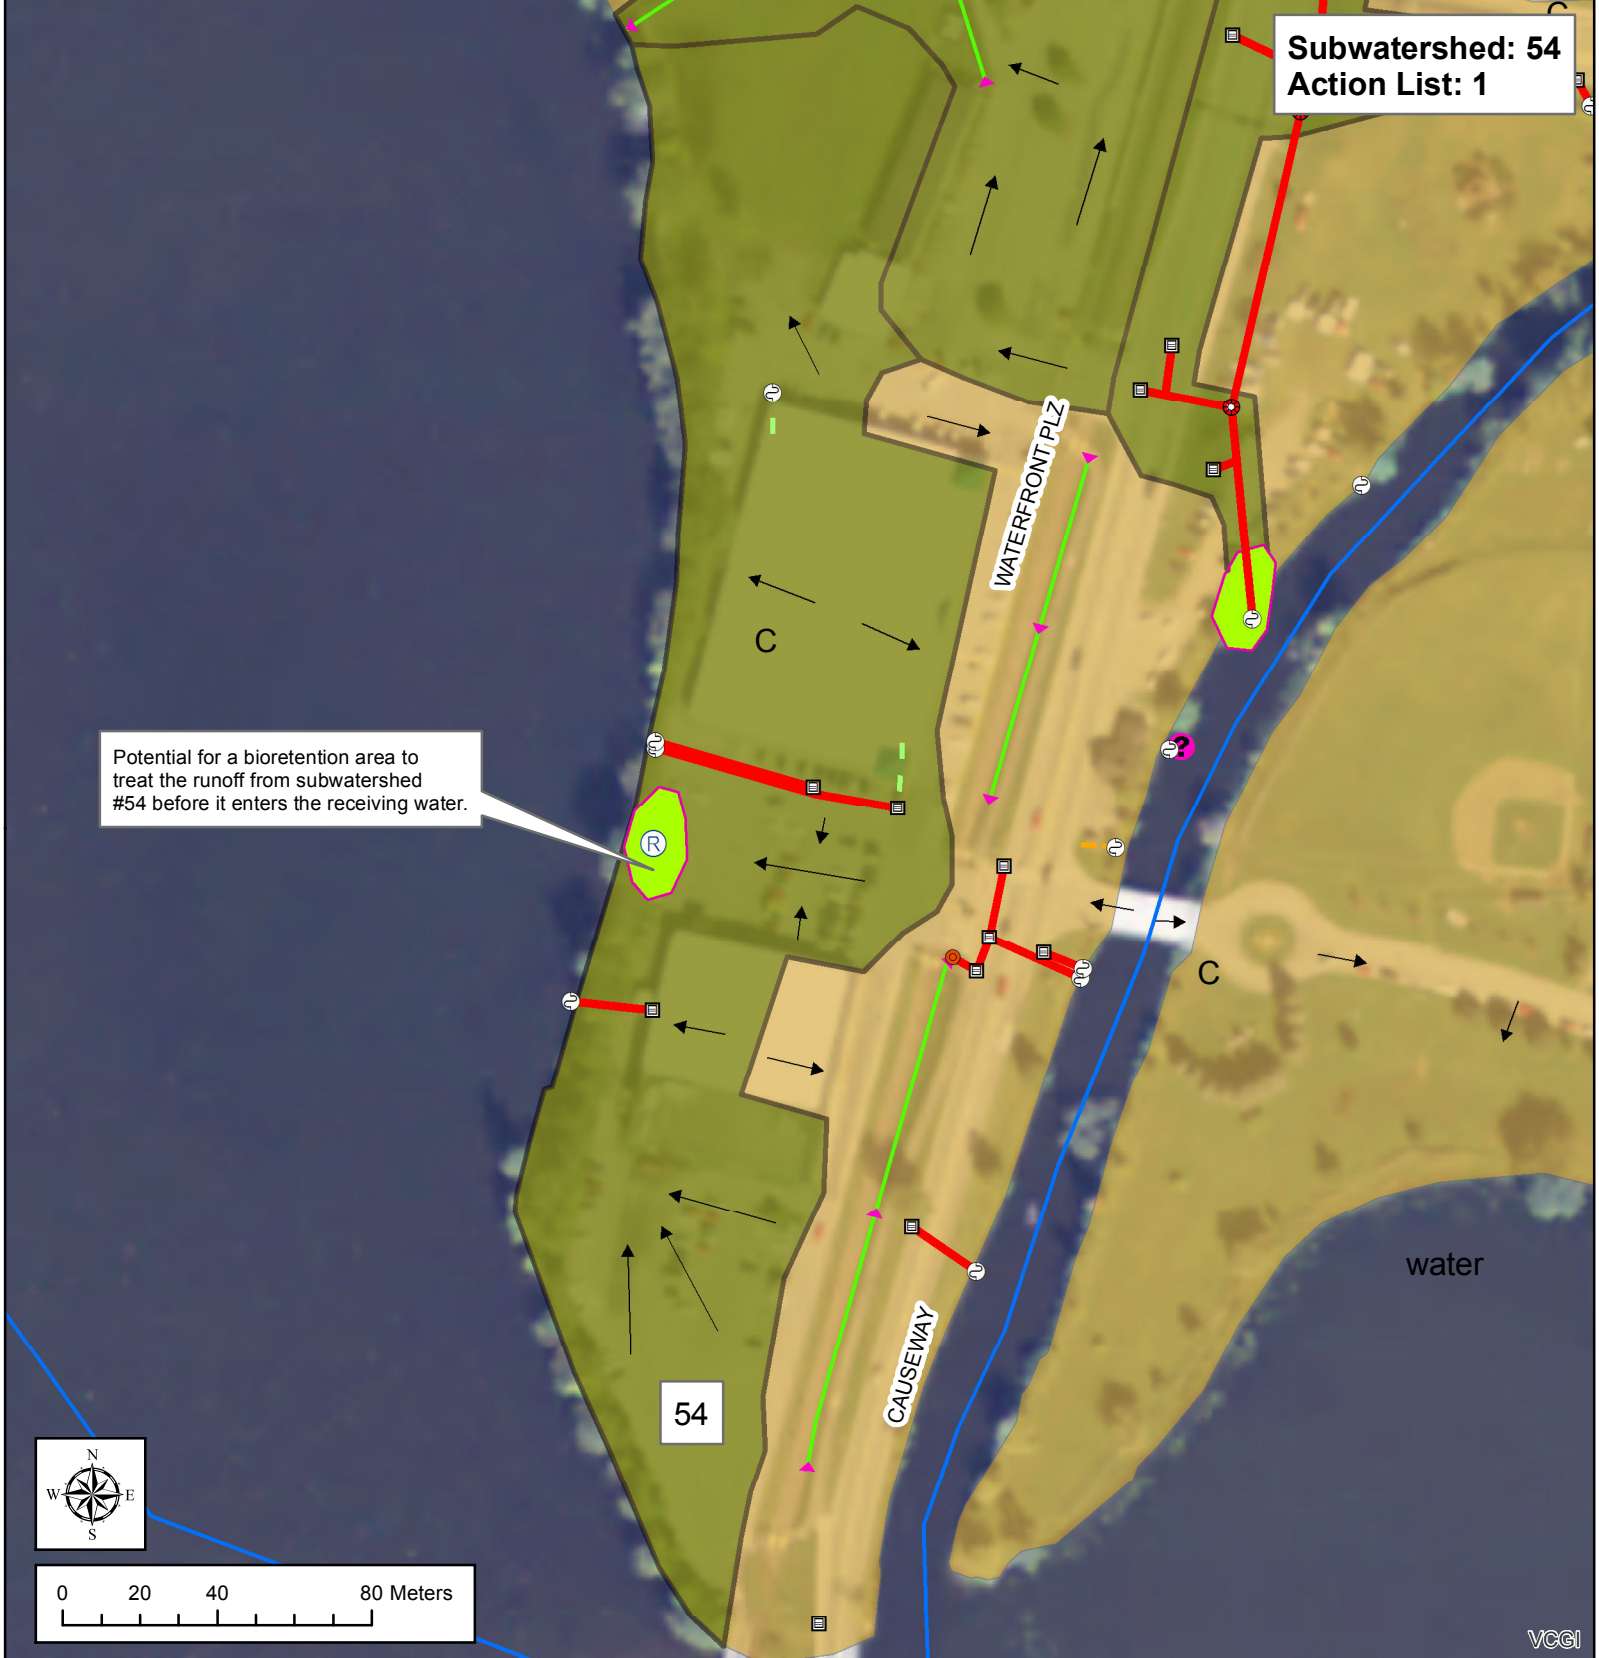 C
Subwatershed: 54
Action List: 1
WATERFRONT PLZ
C
Potential for a bioretention area to
treat the runoff from subwatershed
#54 before it enters the receiving water.
?
R
C
water
CAUSEWAY
54
N
W E
S
0 20 40 80 Meters
VCGI